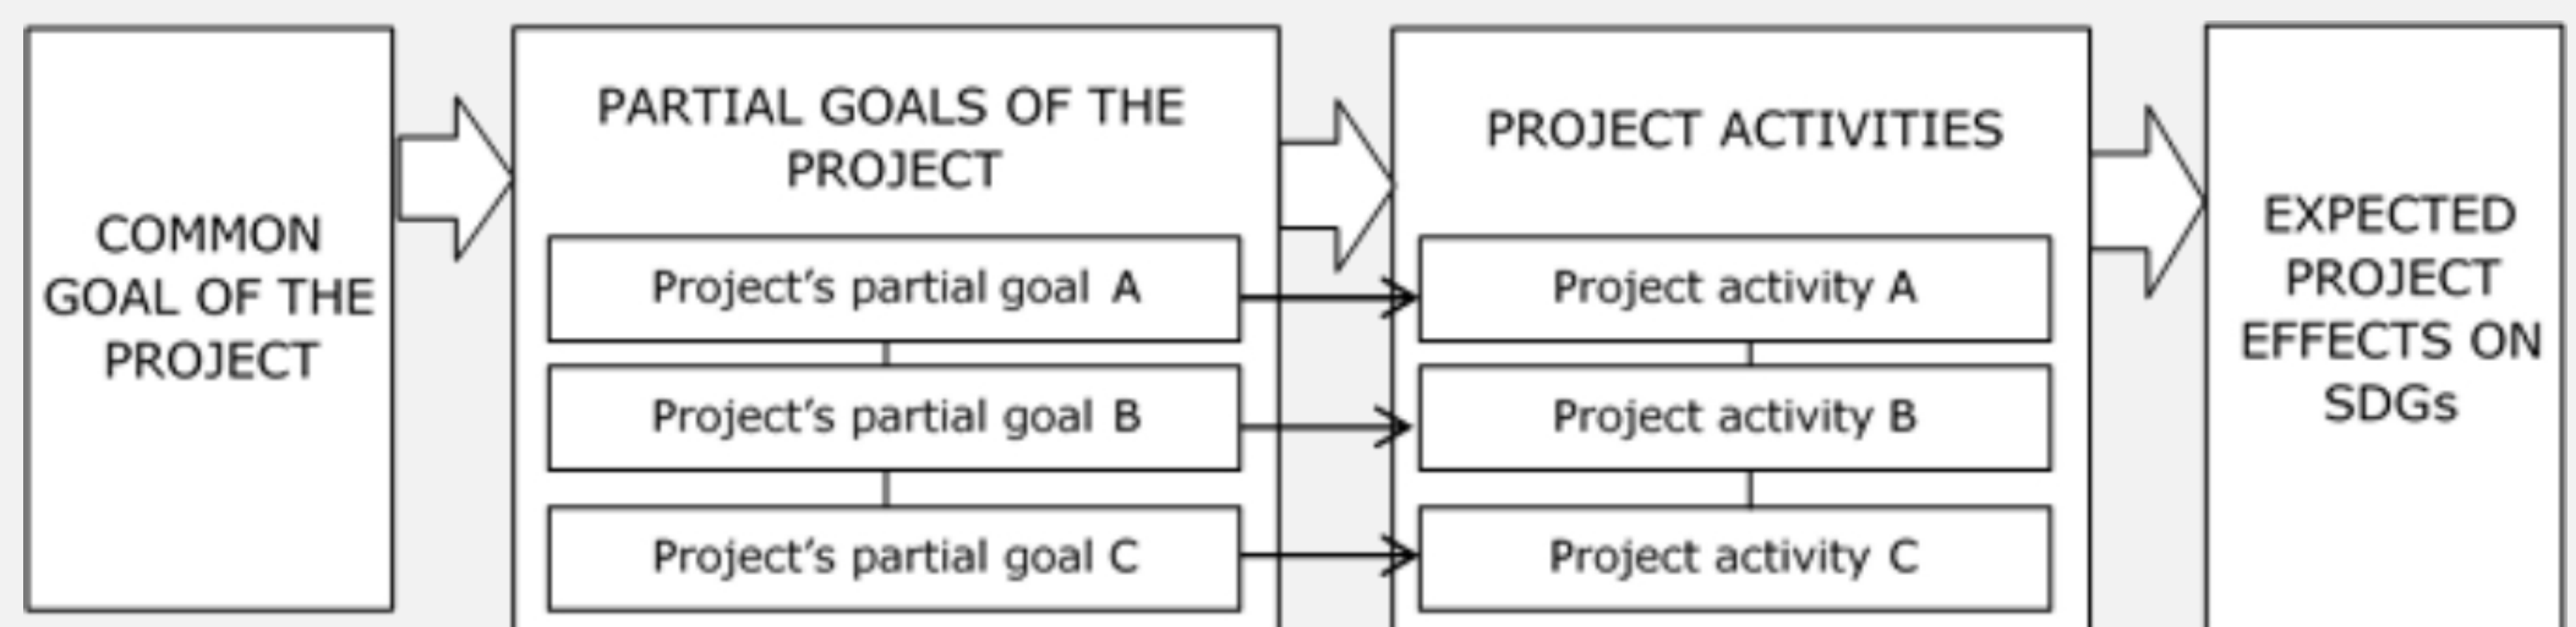 COMMON
GOAL OF THE
PROJECT
PARTIAL GOALS OF THE
PROJECT
Project's partial goal A
Project's partial goal B
Project's partial goal C
PROJECT ACTIVITIES
Project activity A
Project activity B
Project activity C
EXPECTED
PROJECT
EFFECTS ON
SDGs